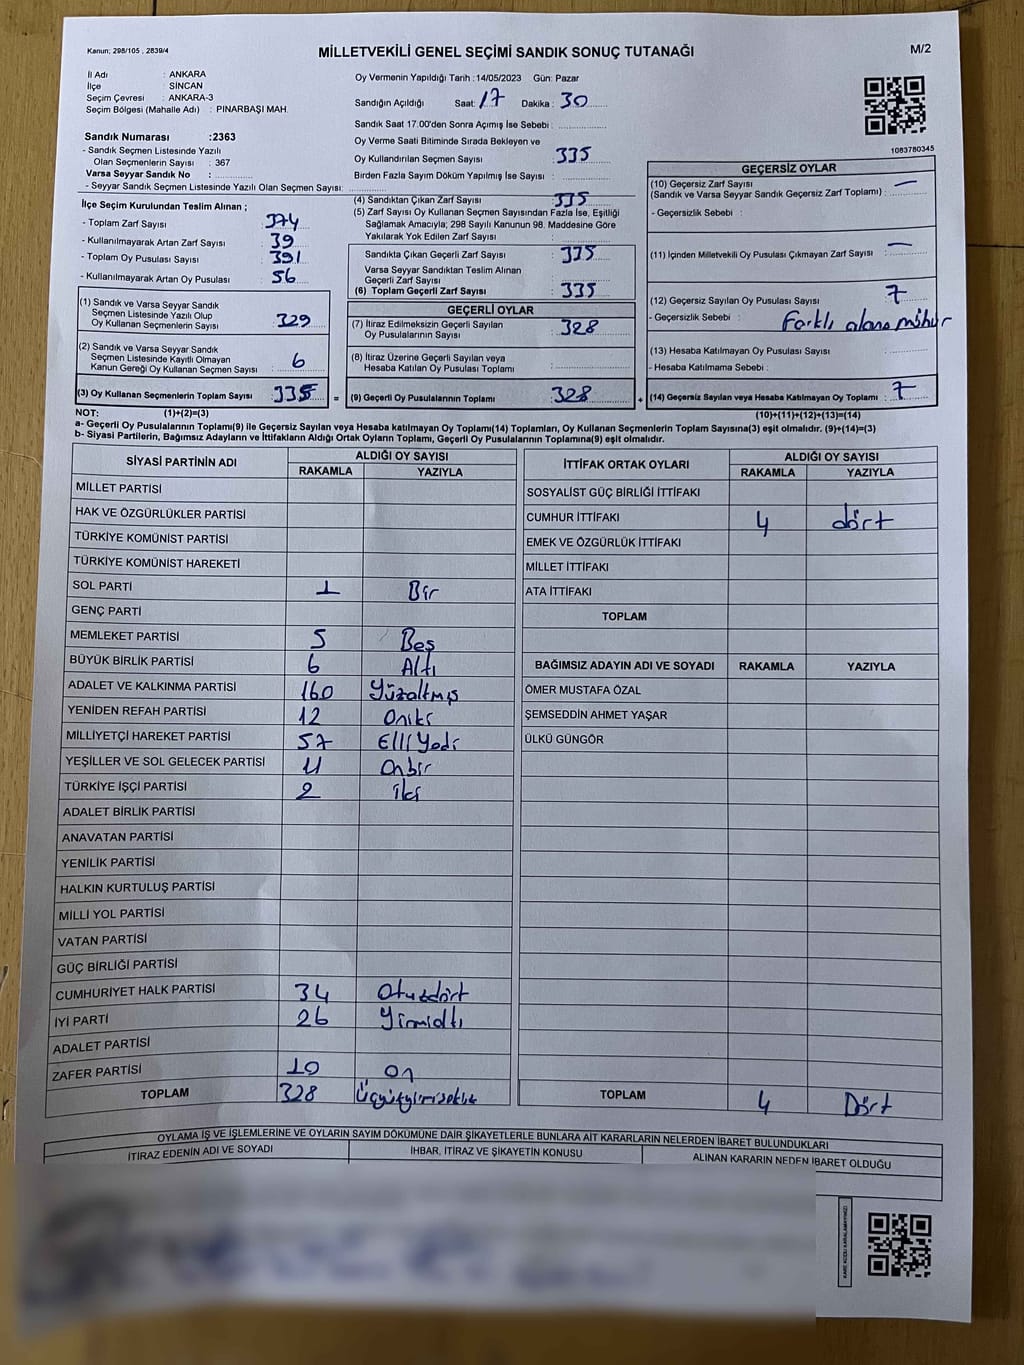 Kanun; 298/105 , 2839/4
MİLLETVEKİLİ GENEL SEÇİMİ SANDIK SONUÇ TUTANAĞI
M/2
İl Adı : ANKARA
İlçe : SİNCAN
Seçim Çevresi : ANKARA-3
Seçim Bölgesi (Mahalle Adı) : PINARBAŞI MAH.
Sandık Numarası :2363
- Sandık Seçmen Listesinde Yazılı
Olan Seçmenlerin Sayısı : 367
Varsa Seyyar Sandık No :
- Seyyar Sandık Seçmen Listesinde Yazılı Olan Seçmen Sayısı:
İlçe Seçim Kurulundan Teslim Alınan ;
- Toplam Zarf Sayısı : 374
- Kullanılmayarak Artan Zarf Sayısı : 39
- Toplam Oy Pusulası Sayısı : 391
- Kullanılmayarak Artan Oy Pusulası : 56
(1) Sandık ve Varsa Seyyar Sandık
Seçmen Listesinde Yazılı Olup
Oy Kullanan Seçmenlerin Sayısı : 329
(2) Sandık ve Varsa Seyyar Sandık
Seçmen Listesinde Kayıtlı Olmayan
Kanun Gereği Oy Kullanan Seçmen Sayısı : 6
(3) Oy Kullanan Seçmenlerin Toplam Sayısı : 335 =
Oy Vermenin Yapıldığı Tarih : 14/05/2023 Gün: Pazar
Sandığın Açıldığı Saat: 17 Dakika : 30
Sandık Saat 17.00'den Sonra Açımış İse Sebebi :
Oy Verme Saati Bitiminde Sırada Bekleyen ve
Oy Kullandırılan Seçmen Sayısı : 335
Birden Fazla Sayım Döküm Yapılmış İse Sayısı :
(4) Sandıktan Çıkan Zarf Sayısı : 335
(5) Zarf Sayısı Oy Kullanan Seçmen Sayısından Fazla İse, Eşitliği
Sağlamak Amacıyla; 298 Sayılı Kanunun 98. Maddesine Göre
Yakılarak Yok Edilen Zarf Sayısı :
Sandıkta Çıkan Geçerli Zarf Sayısı : 335
Varsa Seyyar Sandıktan Teslim Alınan
Geçerli Zarf Sayısı :
(6) Toplam Geçerli Zarf Sayısı : 335
GEÇERLİ OYLAR
(7) İtiraz Edilmeksizin Geçerli Sayılan
Oy Pusulalarının Sayısı : 328
(8) İtiraz Üzerine Geçerli Sayılan veya
Hesaba Katılan Oy Pusulası Toplamı :
(9) Geçerli Oy Pusulalarının Toplamı : 328 +
1083780345
GEÇERSİZ OYLAR
(10) Geçersiz Zarf Sayısı
(Sandık ve Varsa Seyyar Sandık Geçersiz Zarf Toplamı) : —
- Geçersizlik Sebebi :
(11) İçinden Milletvekili Oy Pusulası Çıkmayan Zarf Sayısı : —
(12) Geçersiz Sayılan Oy Pusulası Sayısı : 7
- Geçersizlik Sebebi : Farklı alana mühür
(13) Hesaba Katılmayan Oy Pusulası Sayısı :
- Hesaba Katılmama Sebebi :
(14) Geçersiz Sayılan veya Hesaba Katılmayan Oy Toplamı : 7
NOT: (1)+(2)=(3)
(10)+(11)+(12)+(13)=(14)
a- Geçerli Oy Pusulalarının Toplamı(9) ile Geçersiz Sayılan veya Hesaba katılmayan Oy Toplamı(14) Toplamları, Oy Kullanan Seçmenlerin Toplam Sayısına(3) eşit olmalıdır. (9)+(14)=(3)
b- Siyasi Partilerin, Bağımsız Adayların ve İttifakların Aldığı Ortak Oyların Toplamı, Geçerli Oy Pusulalarının Toplamına(9) eşit olmalıdır.
SİYASİ PARTİNİN ADI
ALDIĞI OY SAYISI
RAKAMLA YAZIYLA
MİLLET PARTİSİ
HAK VE ÖZGÜRLÜKLER PARTİSİ
TÜRKİYE KOMÜNİST PARTİSİ
TÜRKİYE KOMÜNİST HAREKETİ
SOL PARTİ 1 Bir
GENÇ PARTİ
MEMLEKET PARTİSİ 5 Beş
BÜYÜK BİRLİK PARTİSİ 6 Altı
ADALET VE KALKINMA PARTİSİ 160 Yüzaltmış
YENİDEN REFAH PARTİSİ 12 Oniki
MİLLİYETÇİ HAREKET PARTİSİ 57 Elli Yedi
YEŞİLLER VE SOL GELECEK PARTİSİ 11 Onbir
TÜRKİYE İŞÇİ PARTİSİ 2 iki
ADALET BİRLİK PARTİSİ
ANAVATAN PARTİSİ
YENİLİK PARTİSİ
HALKIN KURTULUŞ PARTİSİ
MİLLİ YOL PARTİSİ
VATAN PARTİSİ
GÜÇ BİRLİĞİ PARTİSİ
CUMHURİYET HALK PARTİSİ 34 Otuzdört
İYİ PARTİ 26 Yirmialtı
ADALET PARTİSİ
ZAFER PARTİSİ 10 on
TOPLAM 328 Üçyüzyirmisekiz
İTTİFAK ORTAK OYLARI
ALDIĞI OY SAYISI
RAKAMLA YAZIYLA
SOSYALİST GÜÇ BİRLİĞİ İTTİFAKI
CUMHUR İTTİFAKI 4 dört
EMEK VE ÖZGÜRLÜK İTTİFAKI
MİLLET İTTİFAKI
ATA İTTİFAKI
TOPLAM
BAĞIMSIZ ADAYIN ADI VE SOYADI RAKAMLA YAZIYLA
ÖMER MUSTAFA ÖZAL
ŞEMSEDDİN AHMET YAŞAR
ÜLKÜ GÜNGÖR
TOPLAM 4 Dört
OYLAMA İŞ VE İŞLEMLERİNE VE OYLARIN SAYIM DÖKÜMÜNE DAİR ŞİKAYETLERLE BUNLARA AİT KARARLARIN NELERDEN İBARET BULUNDUKLARI
İTİRAZ EDENİN ADI VE SOYADI İHBAR, İTİRAZ VE ŞİKAYETİN KONUSU ALINAN KARARIN NEDEN İBARET OLDUĞU
KARE KODU KARALAMAYINIZ!